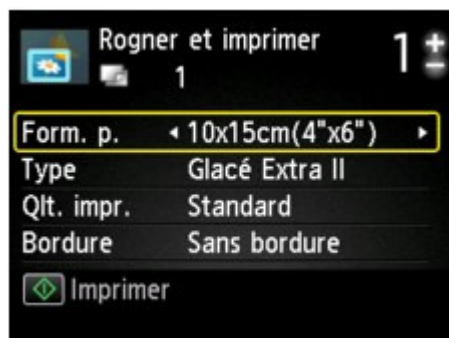 Rogner et imprimer
1
1
Form. p. 10x15cm(4"x6")
Type Glacé Extra II
Qlt. impr. Standard
Bordure Sans bordure
Imprimer